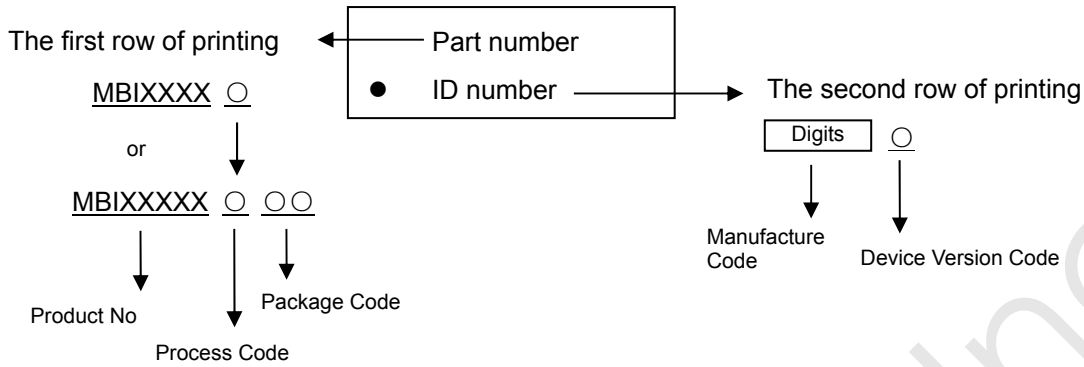 The first row of printing
Part number
MBIXXXX ○
● ID number
The second row of printing
or
Digits ○
MBIXXXXX ○ ○○
Manufacture
Code
Device Version Code
Package Code
Product No
Process Code